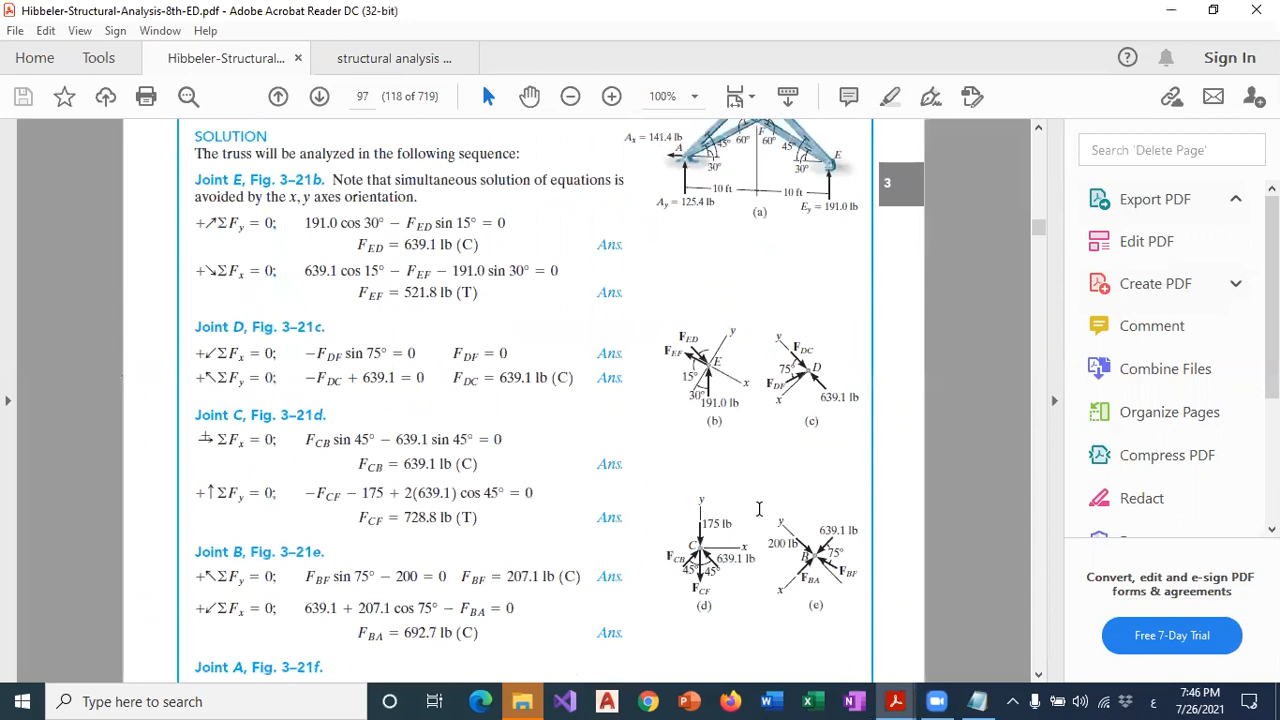 Hibbeler-Structural-Analysis-8th-ED.pdf - Adobe Acrobat Reader DC (32-bit)
File Edit View Sign Window Help
Home Tools Hibbeler-Structural... × structural analysis ... ? Sign In
97 (118 of 719) 100%
SOLUTION
The truss will be analyzed in the following sequence:
Joint E, Fig. 3–21b. Note that simultaneous solution of equations is
avoided by the x, y axes orientation.
+↗ΣFy = 0; 191.0 cos 30° − FED sin 15° = 0
FED = 639.1 lb (C) Ans.
+↘ΣFx = 0; 639.1 cos 15° − FEF − 191.0 sin 30° = 0
FEF = 521.8 lb (T) Ans.
Joint D, Fig. 3–21c.
+↙ΣFx = 0; −FDF sin 75° = 0 FDF = 0 Ans.
+↖ΣFy = 0; −FDC + 639.1 = 0 FDC = 639.1 lb (C) Ans.
Joint C, Fig. 3–21d.
+→ ΣFx = 0; FCB sin 45° − 639.1 sin 45° = 0
FCB = 639.1 lb (C) Ans.
+↑ΣFy = 0; −FCF − 175 + 2(639.1) cos 45° = 0
FCF = 728.8 lb (T) Ans.
Joint B, Fig. 3–21e.
+↖ΣFy = 0; FBF sin 75° − 200 = 0 FBF = 207.1 lb (C) Ans.
+↙ΣFx = 0; 639.1 + 207.1 cos 75° − FBA = 0
FBA = 692.7 lb (C) Ans.
Joint A, Fig. 3–21f.
Ax = 141.4 lb
A 45° 60° F 60° 45° E
30° 30°
10 ft 10 ft
Ay = 125.4 lb Ey = 191.0 lb
(a)
3
FED y
FEF E
15° x
30°
191.0 lb
(b)
y FDC
75° D
FDF
x 639.1 lb
(c)
y
175 lb
C x
FCB 639.1 lb
45° 45°
FCF
(d)
y 639.1 lb
200 lb B 75°
FBA FBF
x
(e)
Search 'Delete Page'
Export PDF
Edit PDF
Create PDF
Comment
Combine Files
Organize Pages
Compress PDF
Redact
Convert, edit and e-sign PDF
forms & agreements
Free 7-Day Trial
Type here to search
ع
7:46 PM
7/26/2021